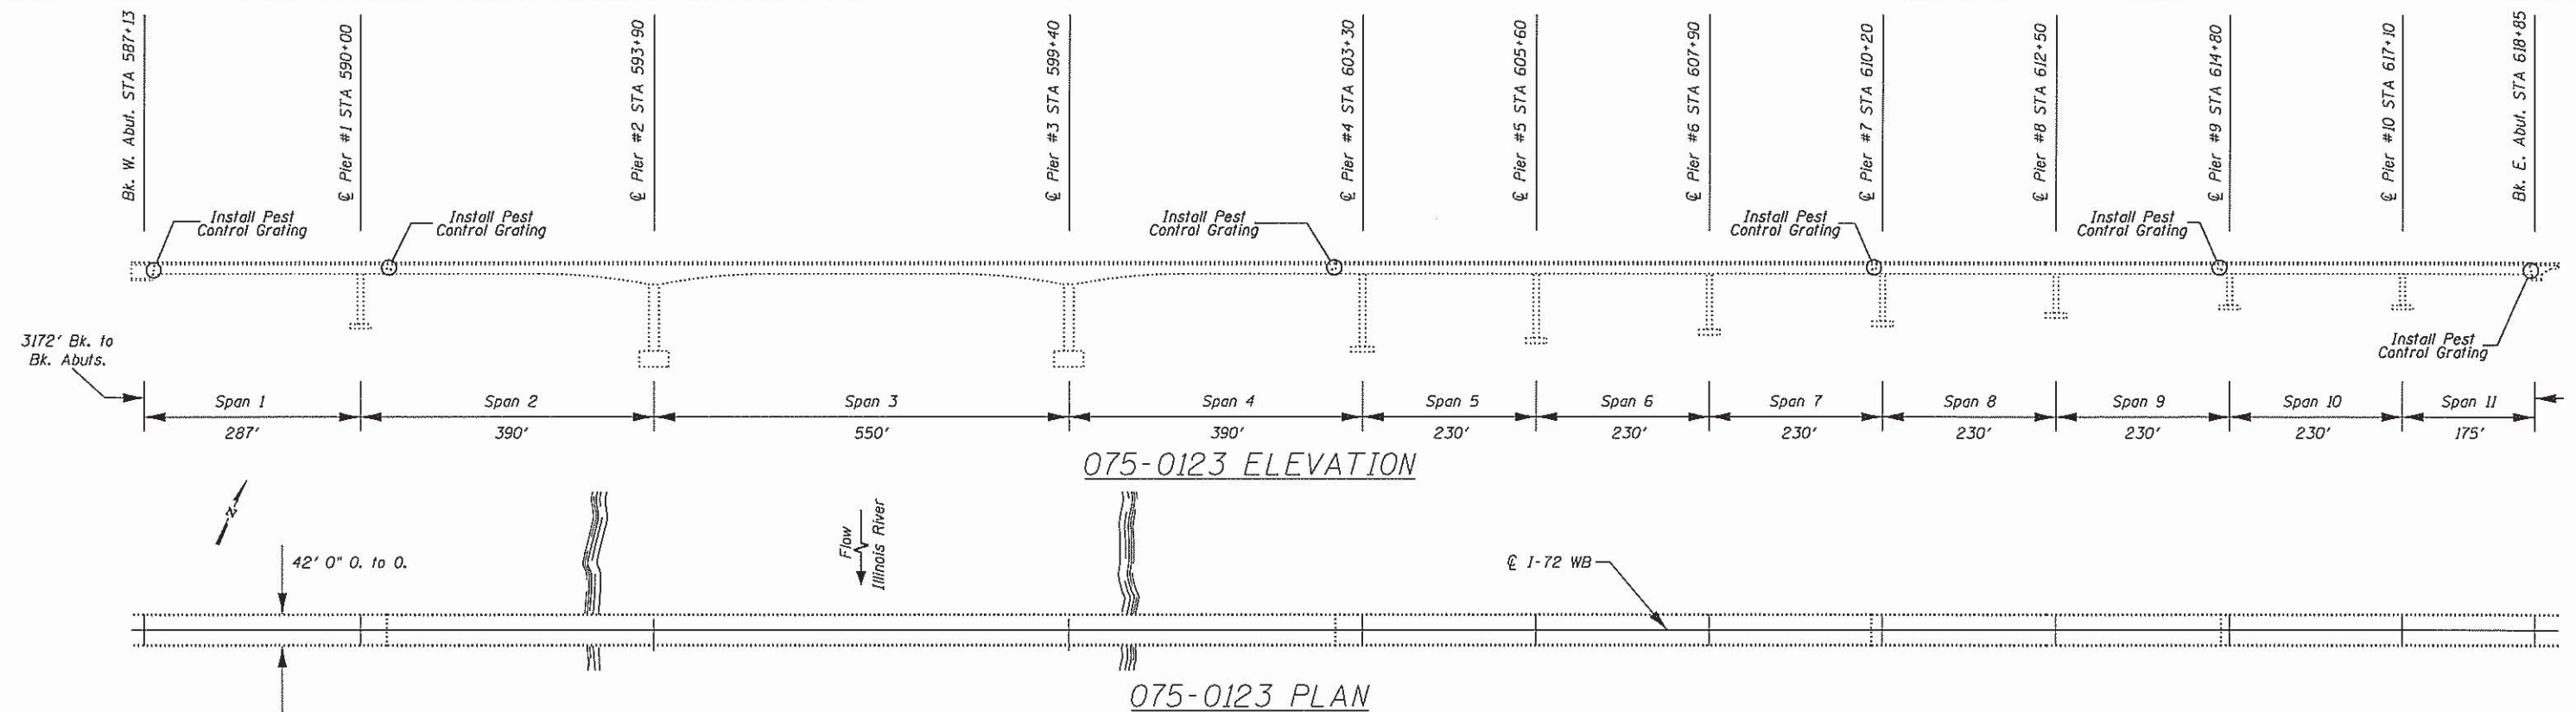 Bk. W. Abut. STA 587+13
℄ Pier #1 STA 590+00
℄ Pier #2 STA 593+90
℄ Pier #3 STA 599+40
℄ Pier #4 STA 603+30
℄ Pier #5 STA 605+60
℄ Pier #6 STA 607+90
℄ Pier #7 STA 610+20
℄ Pier #8 STA 612+50
℄ Pier #9 STA 614+80
℄ Pier #10 STA 617+10
Bk. E. Abut. STA 618+85
Install Pest
Control Grating
Install Pest
Control Grating
Install Pest
Control Grating
Install Pest
Control Grating
Install Pest
Control Grating
Install Pest
Control Grating
3172' Bk. to
Bk. Abuts.
Span 1
Span 2
Span 3
Span 4
Span 5
Span 6
Span 7
Span 8
Span 9
Span 10
Span 11
287'
390'
550'
390'
230'
230'
230'
230'
230'
230'
175'
075-0123 ELEVATION
N
42' 0" O. to O.
Flow
Illinois River
℄ I-72 WB
075-0123 PLAN